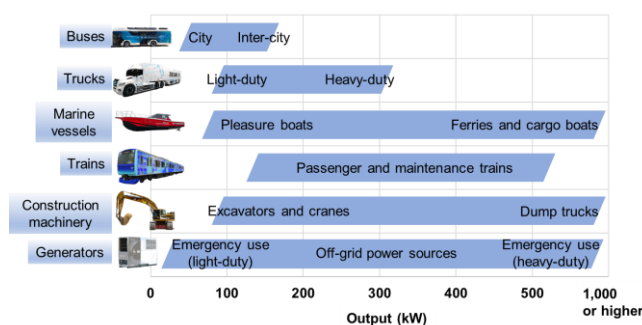 Buses
City Inter-city
Trucks
Light-duty Heavy-duty
Marine
vessels
Pleasure boats Ferries and cargo boats
Trains
Passenger and maintenance trains
Construction
machinery
Excavators and cranes Dump trucks
Generators
Emergency use
(light-duty)
Off-grid power sources
Emergency use
(heavy-duty)
0 100 200 300 400 500 1,000
or higher
Output (kW)